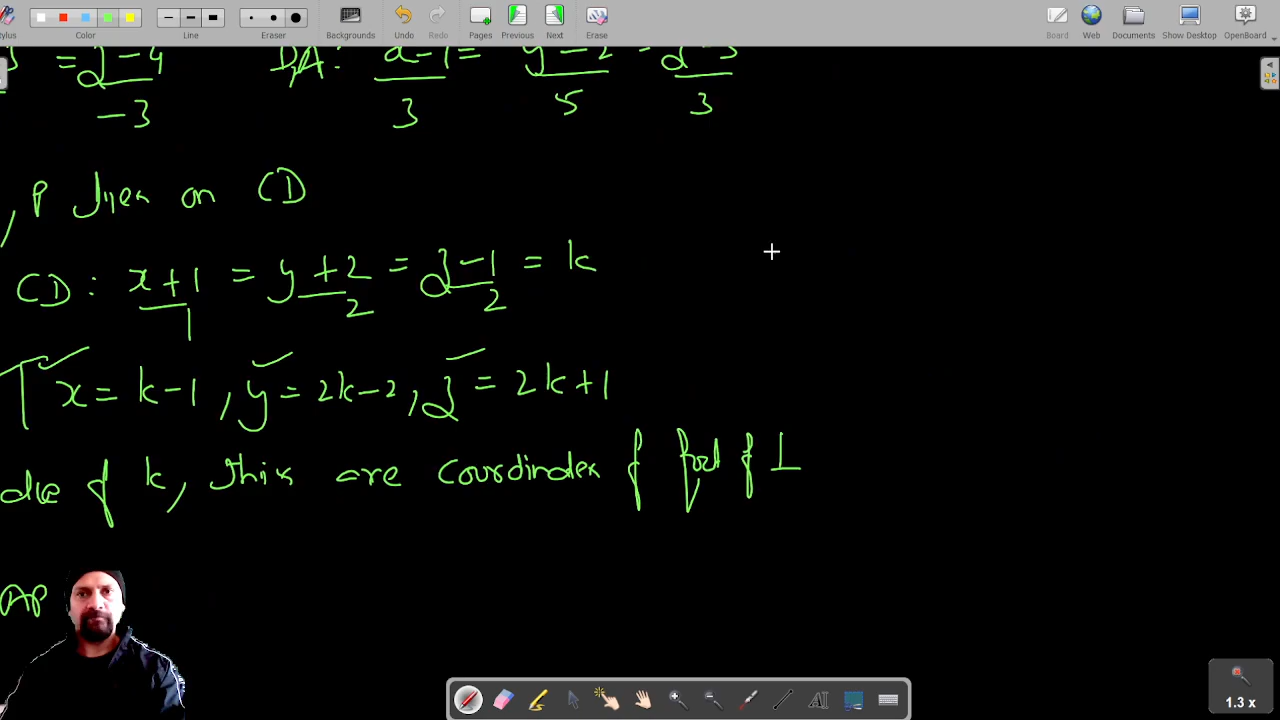 Stylus Color Line Eraser Backgrounds Undo Redo Pages Previous Next Erase Board Web Documents Show Desktop OpenBoard
= z-4/-3 DA: x-1/3 = y-2/5 = z-3/3
, P lies on CD
CD: x+1/1 = y+2/2 = z-1/2 = k
x = k-1, y = 2k-2, z = 2k+1
of k, this are coordinates of foot of ⊥
AP
1.3 x